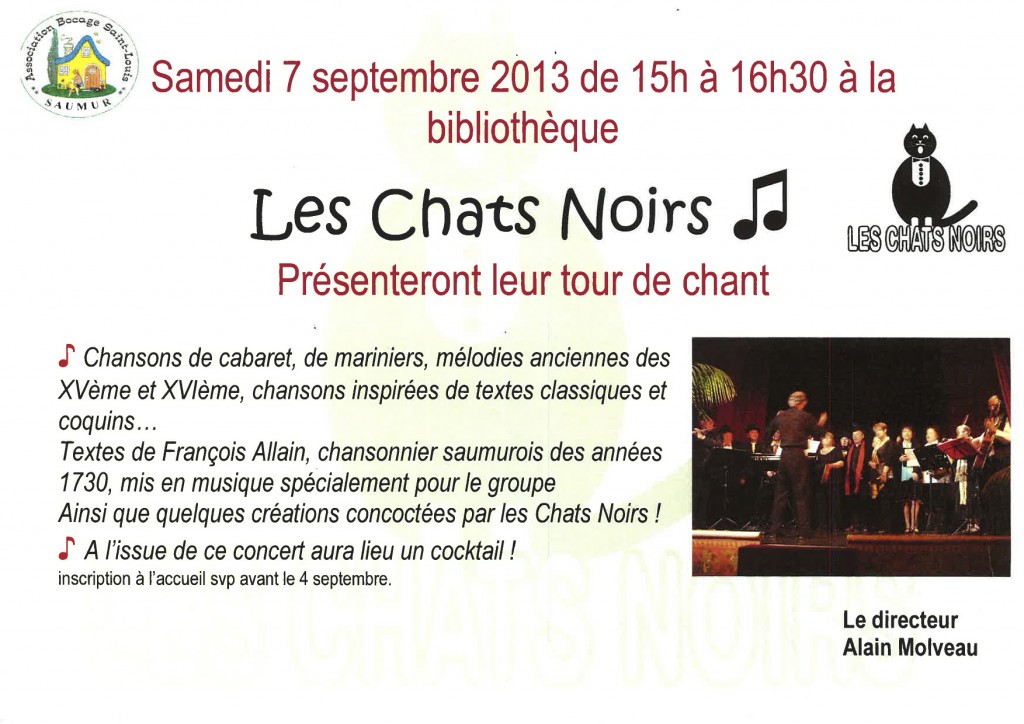 Association Bocage Saint-Louis
** SAUMUR **
Samedi 7 septembre 2013 de 15h à 16h30 à la
bibliothèque
Les Chats Noirs
LES CHATS NOIRS
Présenteront leur tour de chant
Chansons de cabaret, de mariniers, mélodies anciennes des
XVème et XVIème, chansons inspirées de textes classiques et
coquins…
Textes de François Allain, chansonnier saumurois des années
1730, mis en musique spécialement pour le groupe
Ainsi que quelques créations concoctées par les Chats Noirs !
A l’issue de ce concert aura lieu un cocktail !
inscription à l’accueil svp avant le 4 septembre.
Le directeur
Alain Molveau
LES CHATS NOIRS